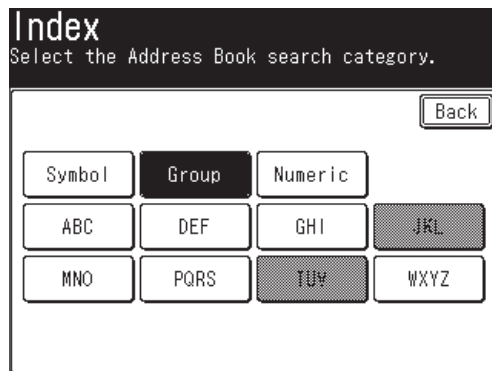 Index
Select the Address Book search category.
Back
Symbol Group Numeric
ABC DEF GHI JKL
MNO PQRS TUV WXYZ